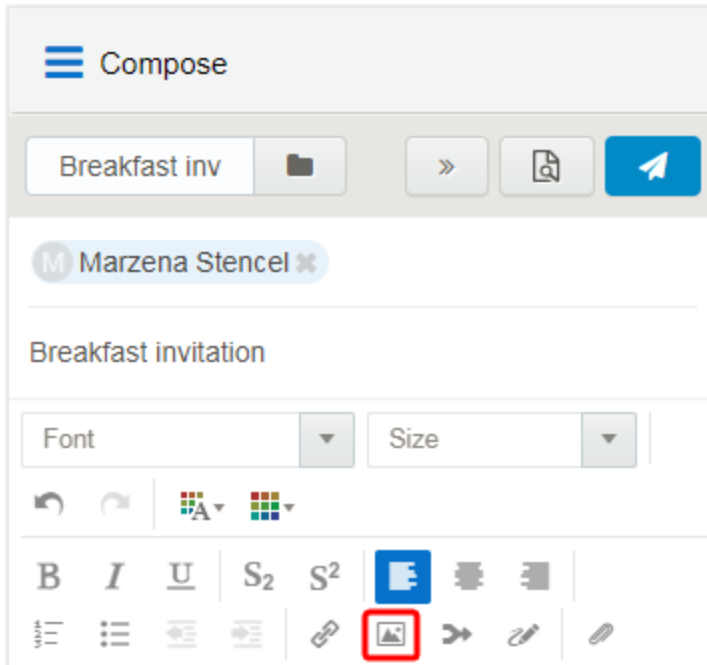 Compose
Breakfast inv
M Marzena Stencel
Breakfast invitation
Font Size
A
B I U S2 S²